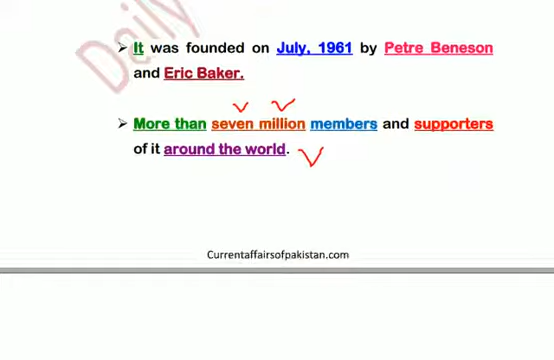 Daily
➢ It was founded on July, 1961 by Petre Beneson
and Eric Baker.
➢ More than seven million members and supporters
of it around the world.
Currentaffairsofpakistan.com